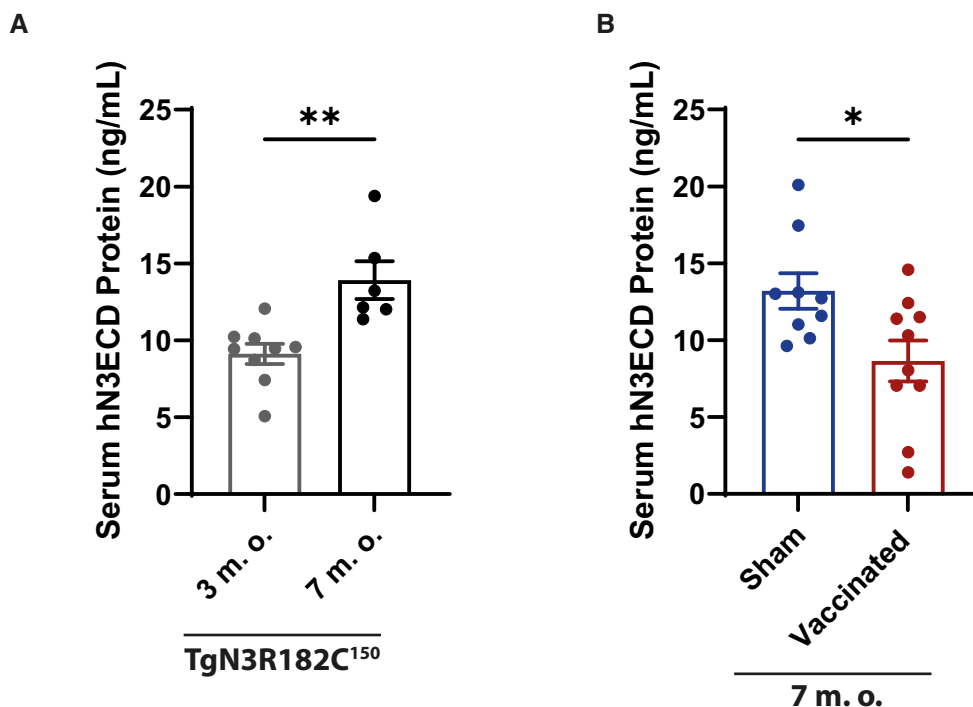 A
Serum hN3ECD Protein (ng/mL)
25
20
15
10
5
0
**
3 m. o.
7 m. o.
TgN3R182C¹⁵⁰
B
Serum hN3ECD Protein (ng/mL)
25
20
15
10
5
0
*
Sham
Vaccinated
7 m. o.